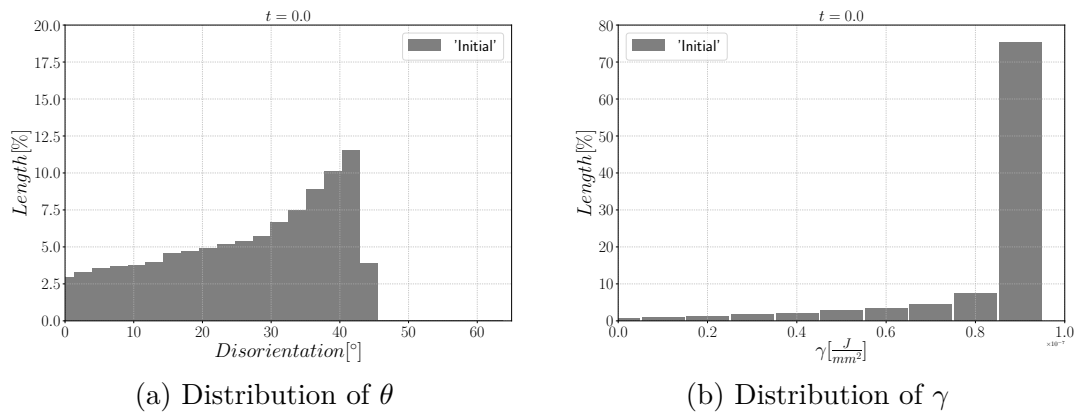 t = 0.0
20.0
17.5
15.0
12.5
10.0
7.5
5.0
2.5
0.0
Length[%]
'Initial'
0 10 20 30 40 50 60
Disorientation[°]
(a) Distribution of θ
t = 0.0
80
70
60
50
40
30
20
10
0
Length[%]
'Initial'
0.0 0.2 0.4 0.6 0.8 1.0
×10⁻⁷
γ[J/mm²]
(b) Distribution of γ